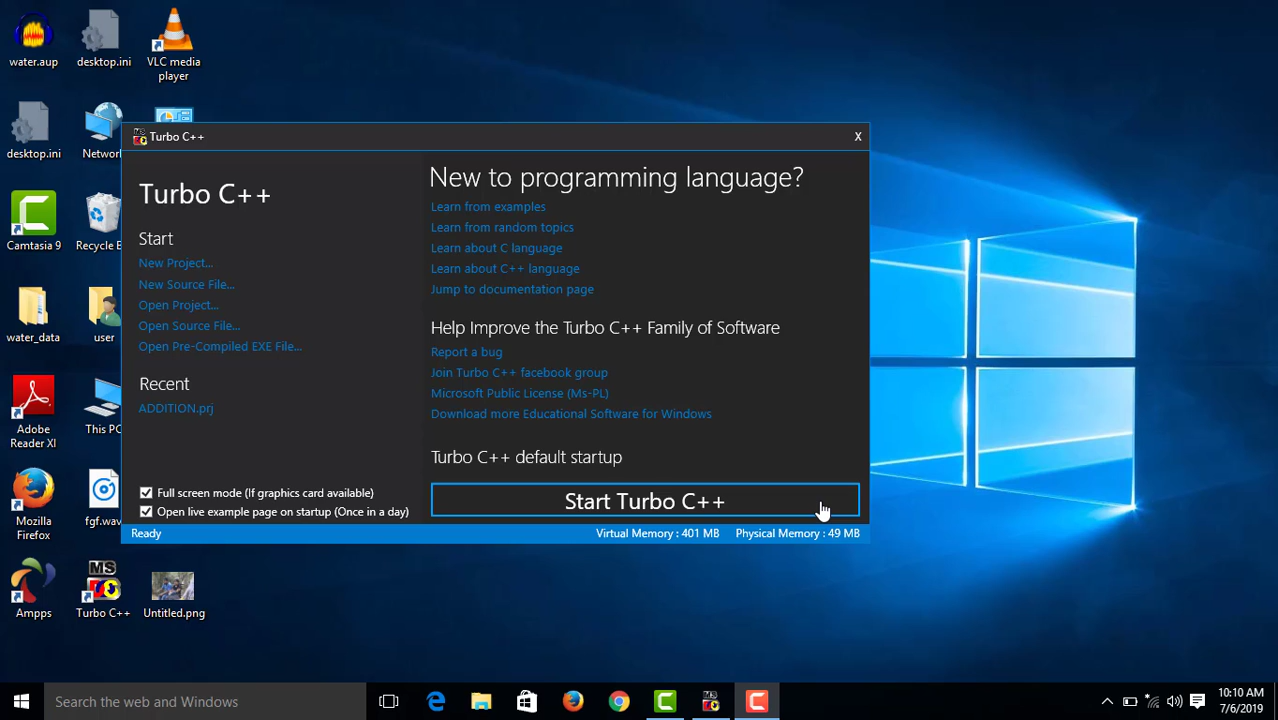 water.aup
desktop.ini
VLC media
player
desktop.ini
Network
Camtasia 9
Recycle B
water_data
user
Adobe
Reader XI
This PC
Mozilla
Firefox
fgf.wav
Ampps
Turbo C++
Untitled.png
Turbo C++
X
Turbo C++
Start
New Project...
New Source File...
Open Project...
Open Source File...
Open Pre-Compiled EXE File...
Recent
ADDITION.prj
Full screen mode (If graphics card available)
Open live example page on startup (Once in a day)
New to programming language?
Learn from examples
Learn from random topics
Learn about C language
Learn about C++ language
Jump to documentation page
Help Improve the Turbo C++ Family of Software
Report a bug
Join Turbo C++ facebook group
Microsoft Public License (Ms-PL)
Download more Educational Software for Windows
Turbo C++ default startup
Start Turbo C++
Ready
Virtual Memory : 401 MB
Physical Memory : 49 MB
Search the web and Windows
10:10 AM
7/6/2019